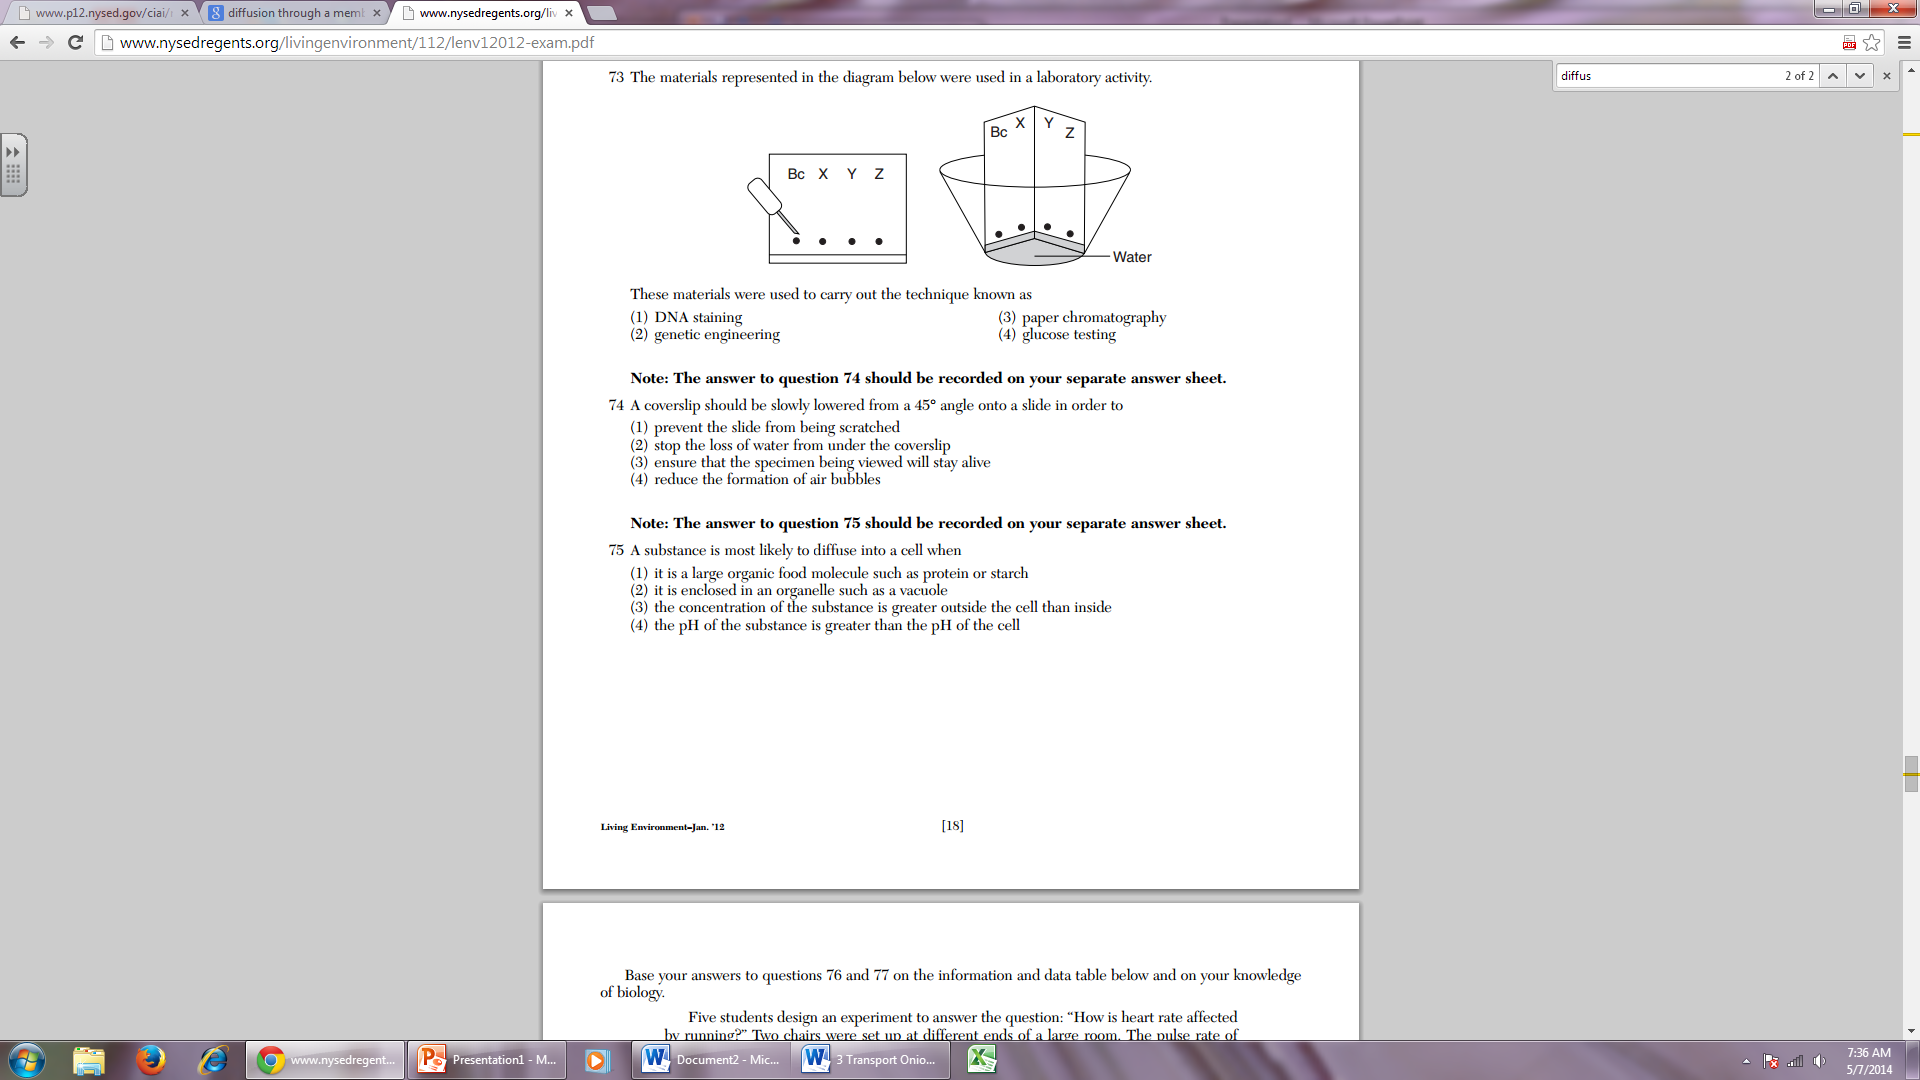 www.p12.nysed.gov/ciai/
diffusion through a mem
www.nysedregents.org/liv
www.nysedregents.org/livingenvironment/112/lenv12012-exam.pdf
diffus
2 of 2
73 The materials represented in the diagram below were used in a laboratory activity.
Bc X Y Z
Bc X Y Z
Water
These materials were used to carry out the technique known as
(1) DNA staining (3) paper chromatography
(2) genetic engineering (4) glucose testing
Note: The answer to question 74 should be recorded on your separate answer sheet.
74 A coverslip should be slowly lowered from a 45° angle onto a slide in order to
(1) prevent the slide from being scratched
(2) stop the loss of water from under the coverslip
(3) ensure that the specimen being viewed will stay alive
(4) reduce the formation of air bubbles
Note: The answer to question 75 should be recorded on your separate answer sheet.
75 A substance is most likely to diffuse into a cell when
(1) it is a large organic food molecule such as protein or starch
(2) it is enclosed in an organelle such as a vacuole
(3) the concentration of the substance is greater outside the cell than inside
(4) the pH of the substance is greater than the pH of the cell
Living Environment–Jan. '12 [18]
Base your answers to questions 76 and 77 on the information and data table below and on your knowledge
of biology.
Five students design an experiment to answer the question: “How is heart rate affected
by running?” Two chairs were set up at different ends of a large room. The pulse rate of
www.nysedregent...
Presentation1 - M...
Document2 - Mic...
3 Transport Onio...
7:36 AM
5/7/2014